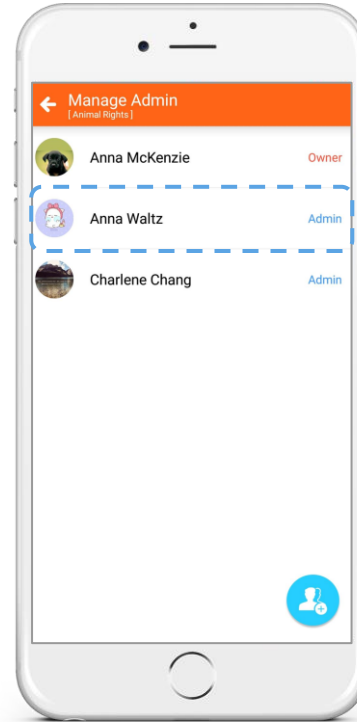 Manage Admin
[ Animal Rights ]
Anna McKenzie Owner
Anna Waltz Admin
Charlene Chang Admin